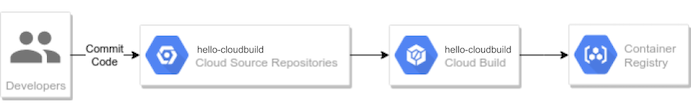 Developers
Commit
Code
hello-cloudbuild
Cloud Source Repositories
hello-cloudbuild
Cloud Build
Container
Registry